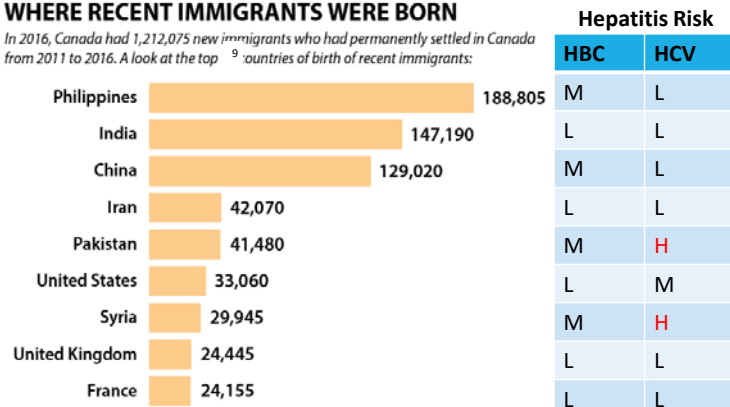 WHERE RECENT IMMIGRANTS WERE BORN
In 2016, Canada had 1,212,075 new immigrants who had permanently settled in Canada
from 2011 to 2016. A look at the top 9 countries of birth of recent immigrants:
Hepatitis Risk
HBC HCV
Philippines 188,805 M L
India 147,190 L L
China 129,020 M L
Iran 42,070 L L
Pakistan 41,480 M H
United States 33,060 L M
Syria 29,945 M H
United Kingdom 24,445 L L
France 24,155 L L